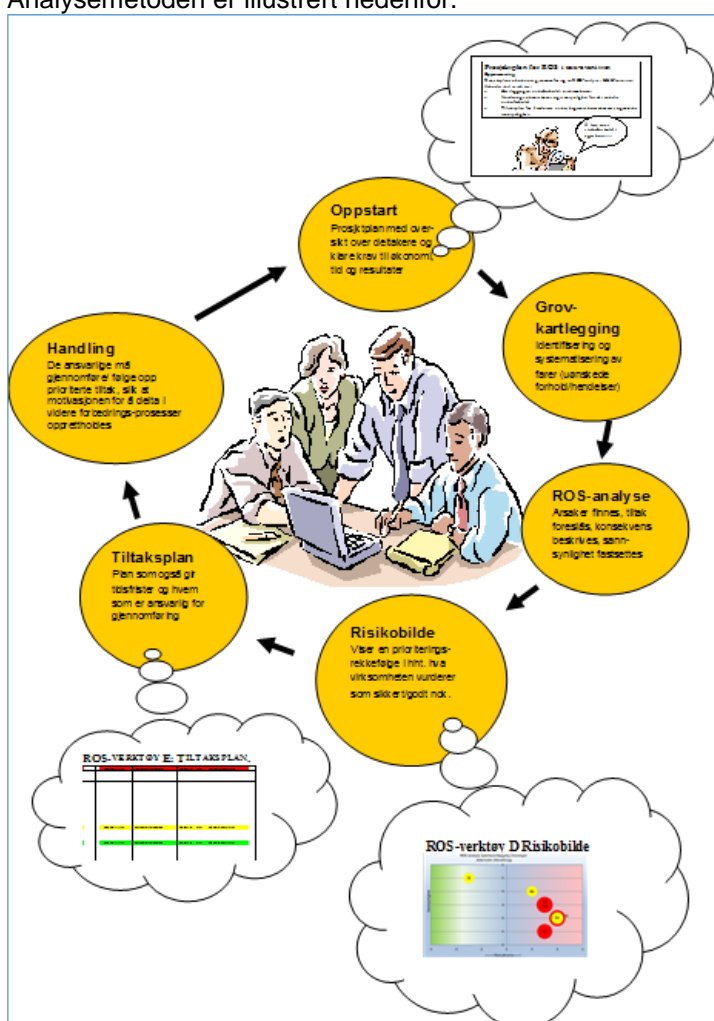 Analysemetoden er illustrert nedenfor:
Prosjektplan for ROS i
Oppstart
Prosjktplan med over-
sikt over deltakere og
klare krav til økonomi,
tid og resultater
Grov-
kartlegging
Identifisering og
systematisering av
farer (uønskede
forhold/hendelser)
Handling
De ansvarlige må
gjennomføre/ følge opp
prioriterte tiltak, slik at
motivasjonen for å delta i
videre forbedrings-prosesser
opprettholdes
ROS-analyse
Årsaker finnes, tiltak
foreslås, konsekvens
beskrives, sann-
synlighet fastsettes
Tiltaksplan
Plan som også gir
tidsfrister og hvem
som er ansvarlig for
gjennomføring
Risikobilde
Viser en prioriterings-
rekkefølge i hht. hva
virksomheten vurderer
som sikkert/godt nok.
ROS-VERKTØY E: TILTAKSPLAN.
ROS-verktøy D Risikobilde